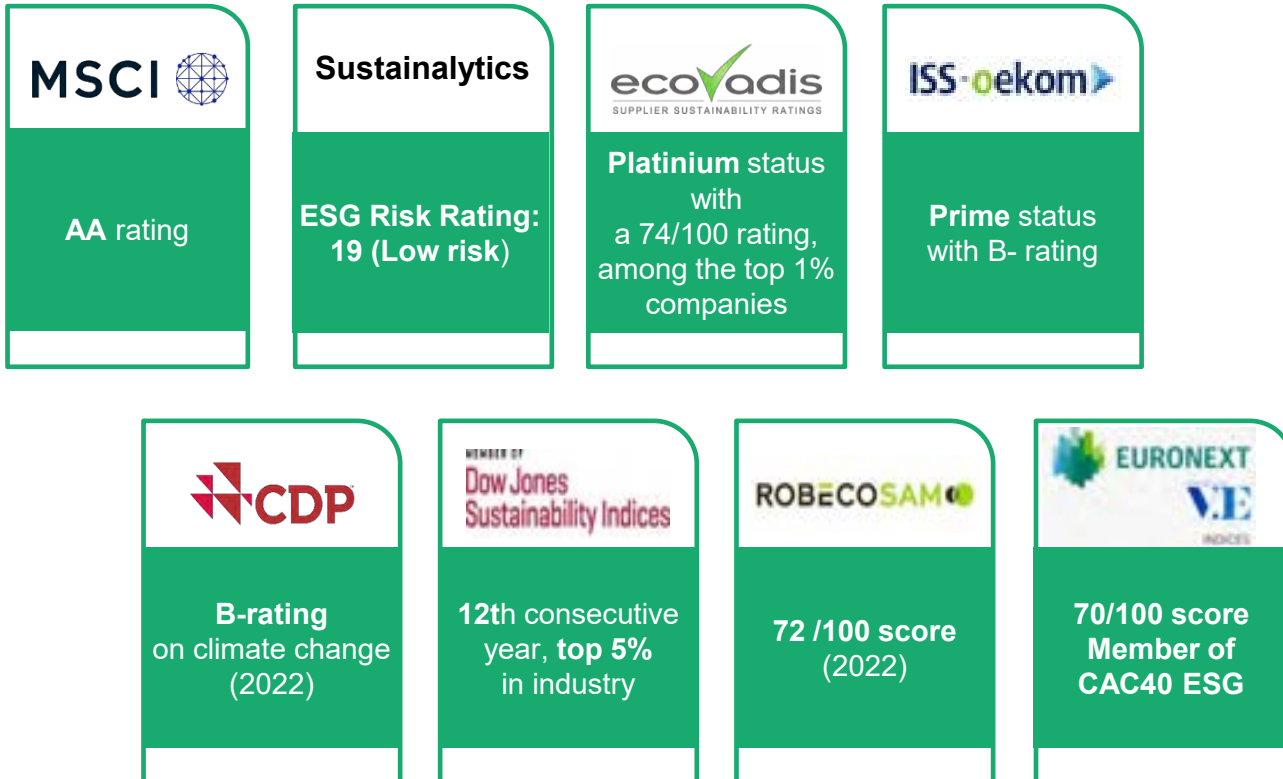 MSCI
AA rating
Sustainalytics
ESG Risk Rating:
19 (Low risk)
ecovadis
SUPPLIER SUSTAINABILITY RATINGS
Platinium status
with
a 74/100 rating,
among the top 1%
companies
ISS-oekom
Prime status
with B- rating
CDP
B-rating
on climate change
(2022)
MEMBER OF
Dow Jones
Sustainability Indices
12th consecutive
year, top 5%
in industry
ROBECOSAM
72 /100 score
(2022)
EURONEXT
V.E
INDICES
70/100 score
Member of
CAC40 ESG